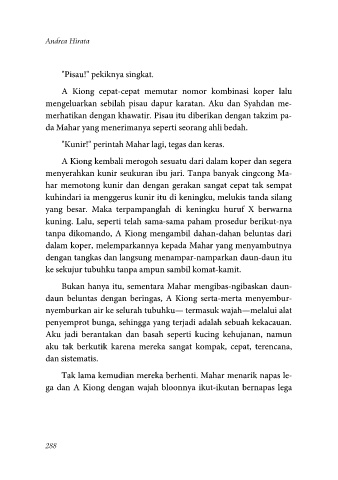 Andrea Hirata
"Pisau!" pekiknya singkat.
A Kiong cepat-cepat memutar nomor kombinasi koper lalu
mengeluarkan sebilah pisau dapur karatan. Aku dan Syahdan me-
merhatikan dengan khawatir. Pisau itu diberikan dengan takzim pa-
da Mahar yang menerimanya seperti seorang ahli bedah.
"Kunir!" perintah Mahar lagi, tegas dan keras.
A Kiong kembali merogoh sesuatu dari dalam koper dan segera
menyerahkan kunir seukuran ibu jari. Tanpa banyak cingcong Ma-
har memotong kunir dan dengan gerakan sangat cepat tak sempat
kuhindari ia menggerus kunir itu di keningku, melukis tanda silang
yang besar. Maka terpampanglah di keningku huruf X berwarna
kuning. Lalu, seperti telah sama-sama paham prosedur berikut-nya
tanpa dikomando, A Kiong mengambil dahan-dahan beluntas dari
dalam koper, melemparkannya kepada Mahar yang menyambutnya
dengan tangkas dan langsung menampar-namparkan daun-daun itu
ke sekujur tubuhku tanpa ampun sambil komat-kamit.
Bukan hanya itu, sementara Mahar mengibas-ngibaskan daun-
daun beluntas dengan beringas, A Kiong serta-merta menyembur-
nyemburkan air ke seluruh tubuhku— termasuk wajah—melalui alat
penyemprot bunga, sehingga yang terjadi adalah sebuah kekacauan.
Aku jadi berantakan dan basah seperti kucing kehujanan, namun
aku tak berkutik karena mereka sangat kompak, cepat, terencana,
dan sistematis.
Tak lama kemudian mereka berhenti. Mahar menarik napas le-
ga dan A Kiong dengan wajah bloonnya ikut-ikutan bernapas lega
288